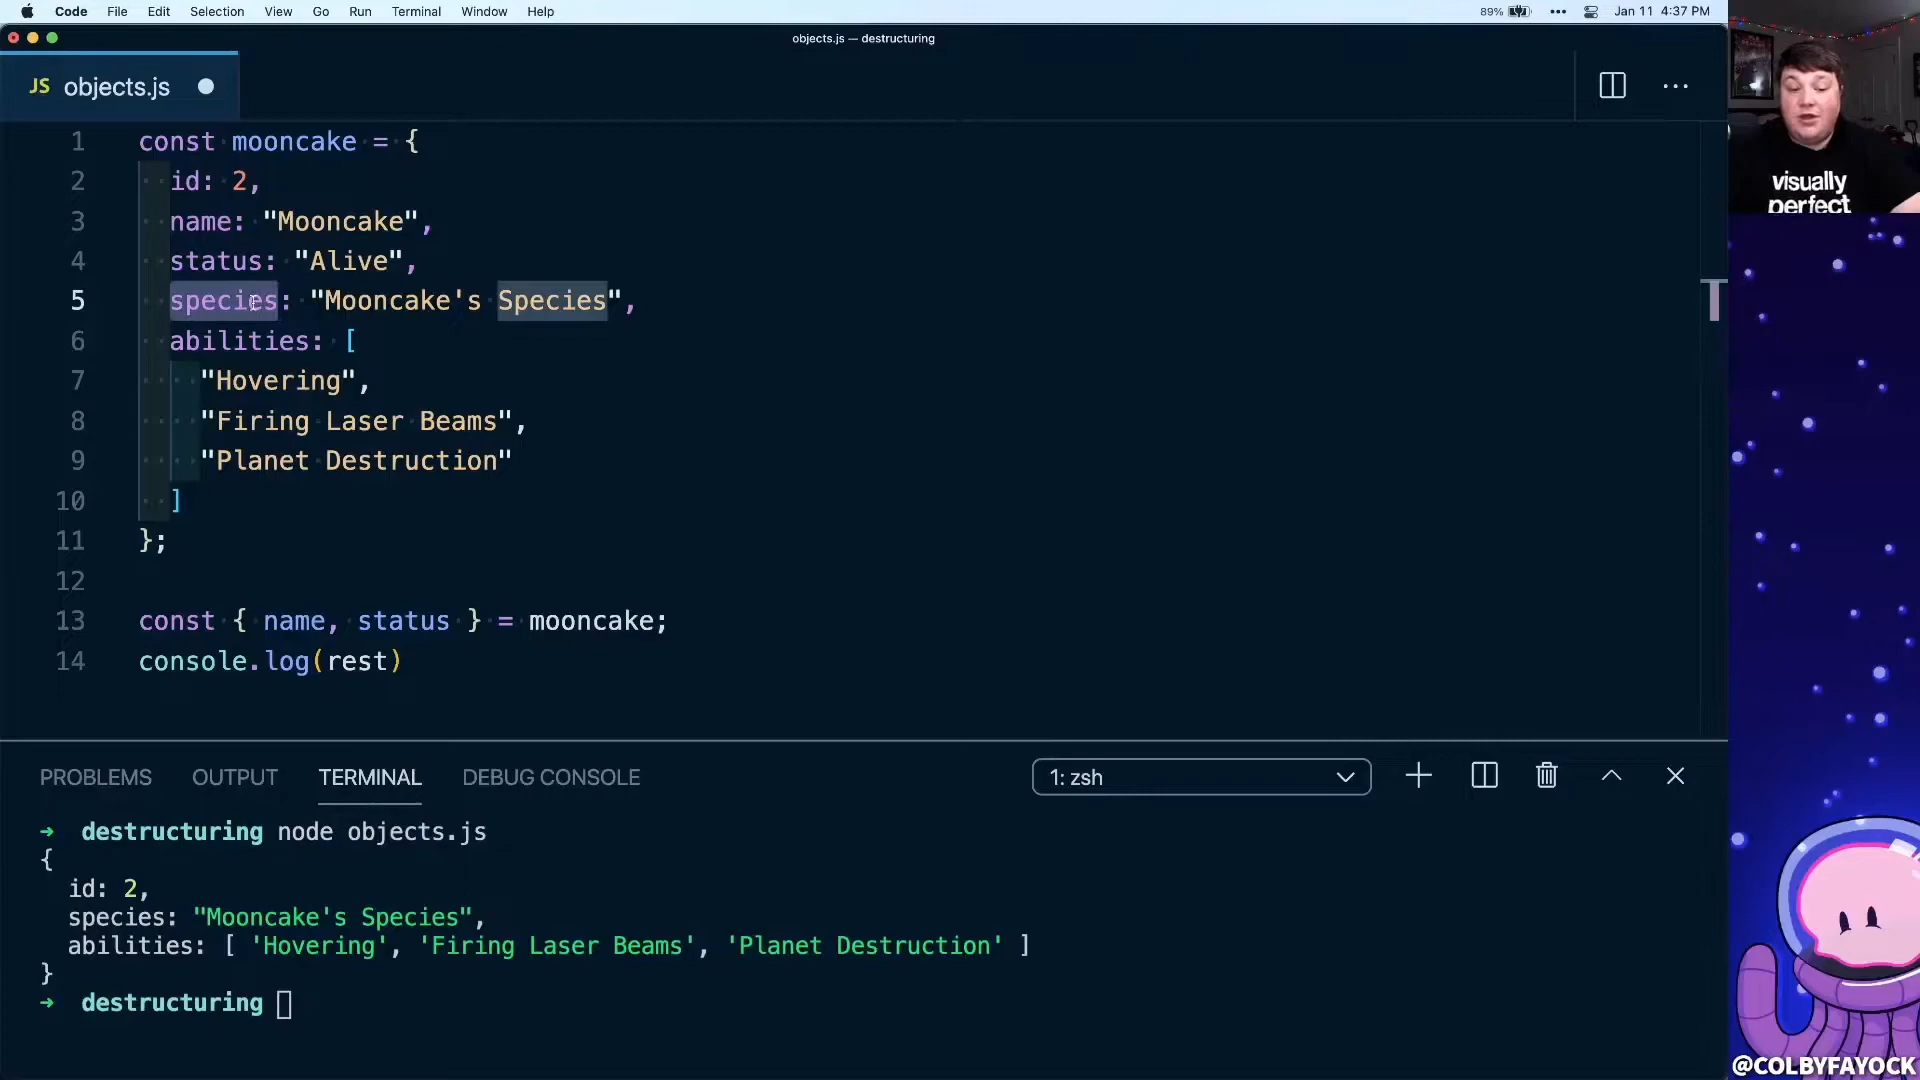 Code File Edit Selection View Go Run Terminal Window Help 89% Jan 11 4:37 PM
objects.js — destructuring
JS objects.js
1 const mooncake = {
2 id: 2,
3 name: "Mooncake",
4 status: "Alive",
5 species: "Mooncake's Species",
6 abilities: [
7 "Hovering",
8 "Firing Laser Beams",
9 "Planet Destruction"
10 ]
11 };
12
13 const { name, status } = mooncake;
14 console.log(rest)
PROBLEMS OUTPUT TERMINAL DEBUG CONSOLE 1: zsh
→ destructuring node objects.js
{
id: 2,
species: "Mooncake's Species",
abilities: [ 'Hovering', 'Firing Laser Beams', 'Planet Destruction' ]
}
→ destructuring
visually
perfect
@COLBYFAYOCK